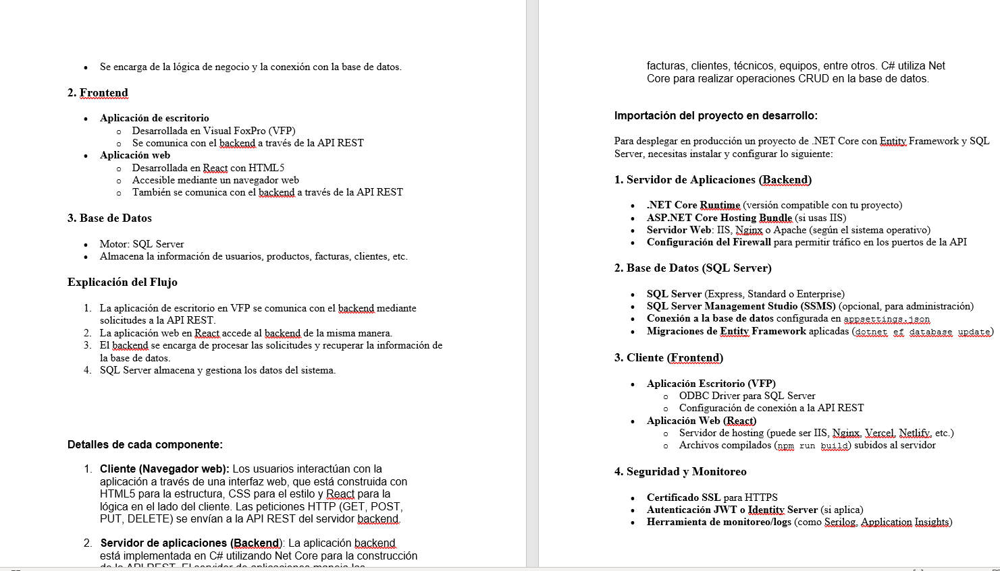 • Se encarga de la lógica de negocio y la conexión con la base de datos.
2. Frontend
• Aplicación de escritorio
o Desarrollada en Visual FoxPro (VFP)
o Se comunica con el backend a través de la API REST
• Aplicación web
o Desarrollada en React con HTML5
o Accesible mediante un navegador web
o También se comunica con el backend a través de la API REST
3. Base de Datos
• Motor: SQL Server
• Almacena la información de usuarios, productos, facturas, clientes, etc.
Explicación del Flujo
1. La aplicación de escritorio en VFP se comunica con el backend mediante
solicitudes a la API REST.
2. La aplicación web en React accede al backend de la misma manera.
3. El backend se encarga de procesar las solicitudes y recuperar la información de
la base de datos.
4. SQL Server almacena y gestiona los datos del sistema.
Detalles de cada componente:
1. Cliente (Navegador web): Los usuarios interactúan con la
aplicación a través de una interfaz web, que está construida con
HTML5 para la estructura, CSS para el estilo y React para la
lógica en el lado del cliente. Las peticiones HTTP (GET, POST,
PUT, DELETE) se envían a la API REST del servidor backend.
2. Servidor de aplicaciones (Backend): La aplicación backend
está implementada en C# utilizando Net Core para la construcción
de la API REST. El servidor de aplicaciones maneja las
facturas, clientes, técnicos, equipos, entre otros. C# utiliza Net
Core para realizar operaciones CRUD en la base de datos.
Importación del proyecto en desarrollo:
Para desplegar en producción un proyecto de .NET Core con Entity Framework y SQL
Server, necesitas instalar y configurar lo siguiente:
1. Servidor de Aplicaciones (Backend)
• .NET Core Runtime (versión compatible con tu proyecto)
• ASP.NET Core Hosting Bundle (si usas IIS)
• Servidor Web: IIS, Nginx o Apache (según el sistema operativo)
• Configuración del Firewall para permitir tráfico en los puertos de la API
2. Base de Datos (SQL Server)
• SQL Server (Express, Standard o Enterprise)
• SQL Server Management Studio (SSMS) (opcional, para administración)
• Conexión a la base de datos configurada en appsettings.json
• Migraciones de Entity Framework aplicadas (dotnet ef database update)
3. Cliente (Frontend)
• Aplicación Escritorio (VFP)
o ODBC Driver para SQL Server
o Configuración de conexión a la API REST
• Aplicación Web (React)
o Servidor de hosting (puede ser IIS, Nginx, Vercel, Netlify, etc.)
o Archivos compilados (npm run build) subidos al servidor
4. Seguridad y Monitoreo
• Certificado SSL para HTTPS
• Autenticación JWT o Identity Server (si aplica)
• Herramienta de monitoreo/logs (como Serilog, Application Insights)